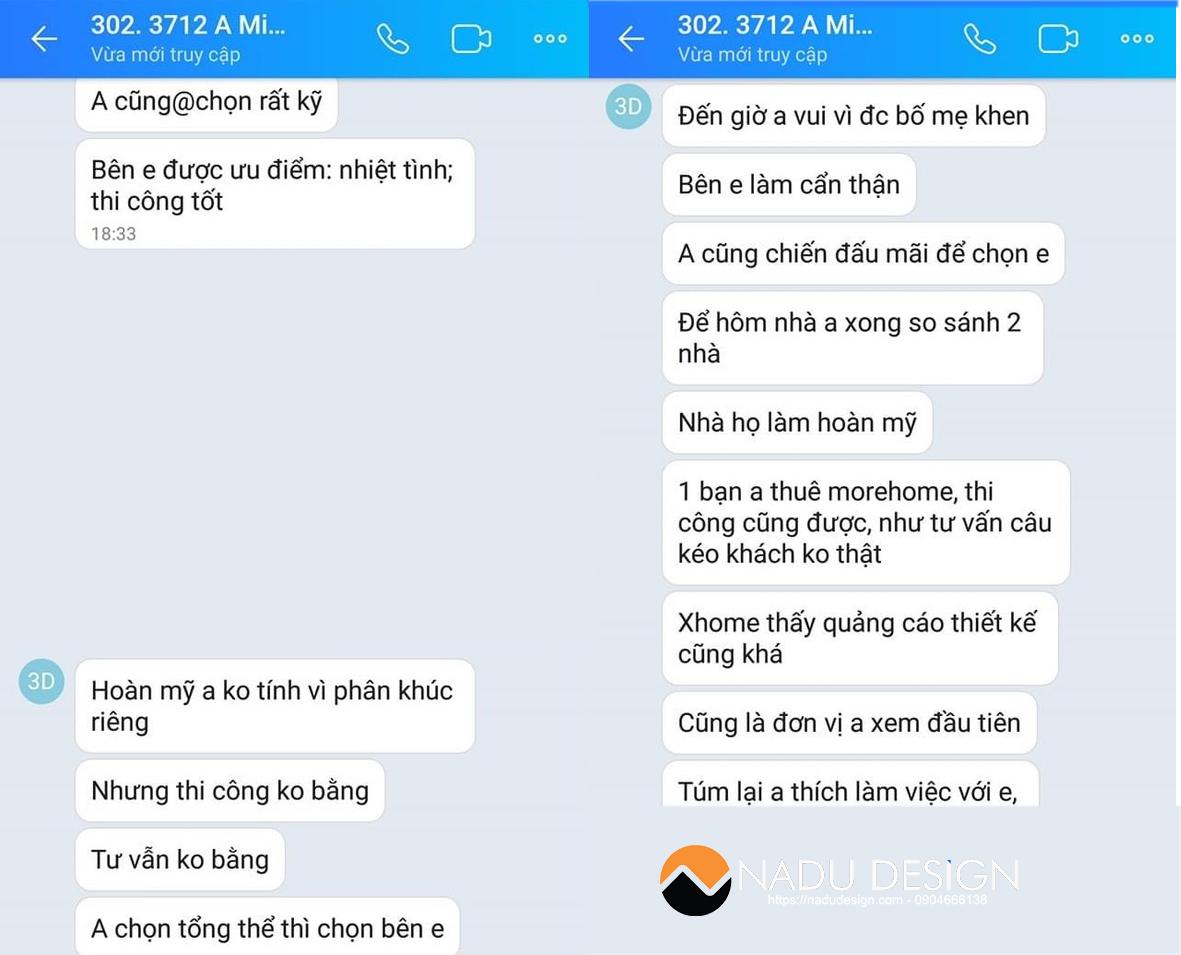 302. 3712 A Mi...
Vừa mới truy cập
A cũng@chọn rất kỹ
Bên e được ưu điểm: nhiệt tình;
thi công tốt
18:33
3D
Hoàn mỹ a ko tính vì phân khúc
riêng
Nhưng thi công ko bằng
Tư vẫn ko bằng
A chọn tổng thể thì chọn bên e
302. 3712 A Mi...
Vừa mới truy cập
3D
Đến giờ a vui vì đc bố mẹ khen
Bên e làm cẩn thận
A cũng chiến đấu mãi để chọn e
Để hôm nhà a xong so sánh 2
nhà
Nhà họ làm hoàn mỹ
1 bạn a thuê morehome, thi
công cũng được, như tư vấn câu
kéo khách ko thật
Xhome thấy quảng cáo thiết kế
cũng khá
Cũng là đơn vị a xem đầu tiên
Túm lại a thích làm việc với e,
NADU DESIGN
https://nadudesign.com - 0904666138